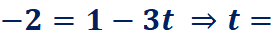 −2 = 1 − 3t ⇒ t =